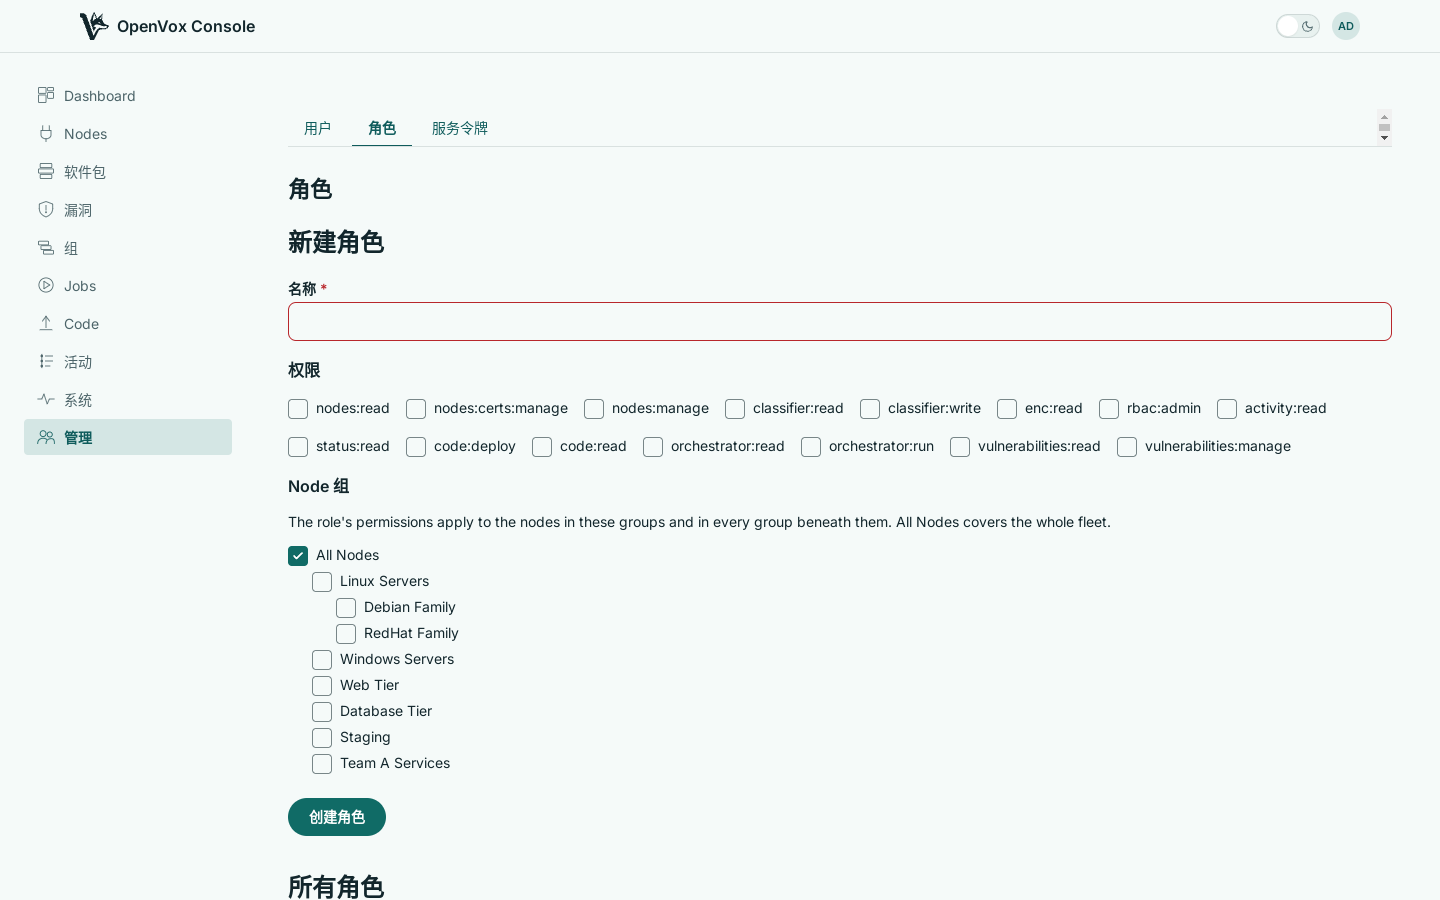 OpenVox Console
AD
Dashboard
Nodes
软件包
漏洞
组
Jobs
Code
活动
系统
管理
用户 角色 服务令牌
角色
新建角色
名称 *
权限
nodes:read nodes:certs:manage nodes:manage classifier:read classifier:write enc:read rbac:admin activity:read
status:read code:deploy code:read orchestrator:read orchestrator:run vulnerabilities:read vulnerabilities:manage
Node 组
The role's permissions apply to the nodes in these groups and in every group beneath them. All Nodes covers the whole fleet.
All Nodes
Linux Servers
Debian Family
RedHat Family
Windows Servers
Web Tier
Database Tier
Staging
Team A Services
创建角色
所有角色